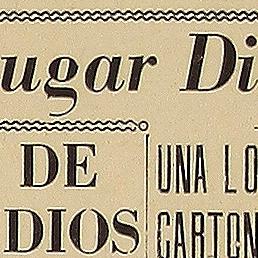 ugar Di
DE
DIOS
UNA LO
CARTON